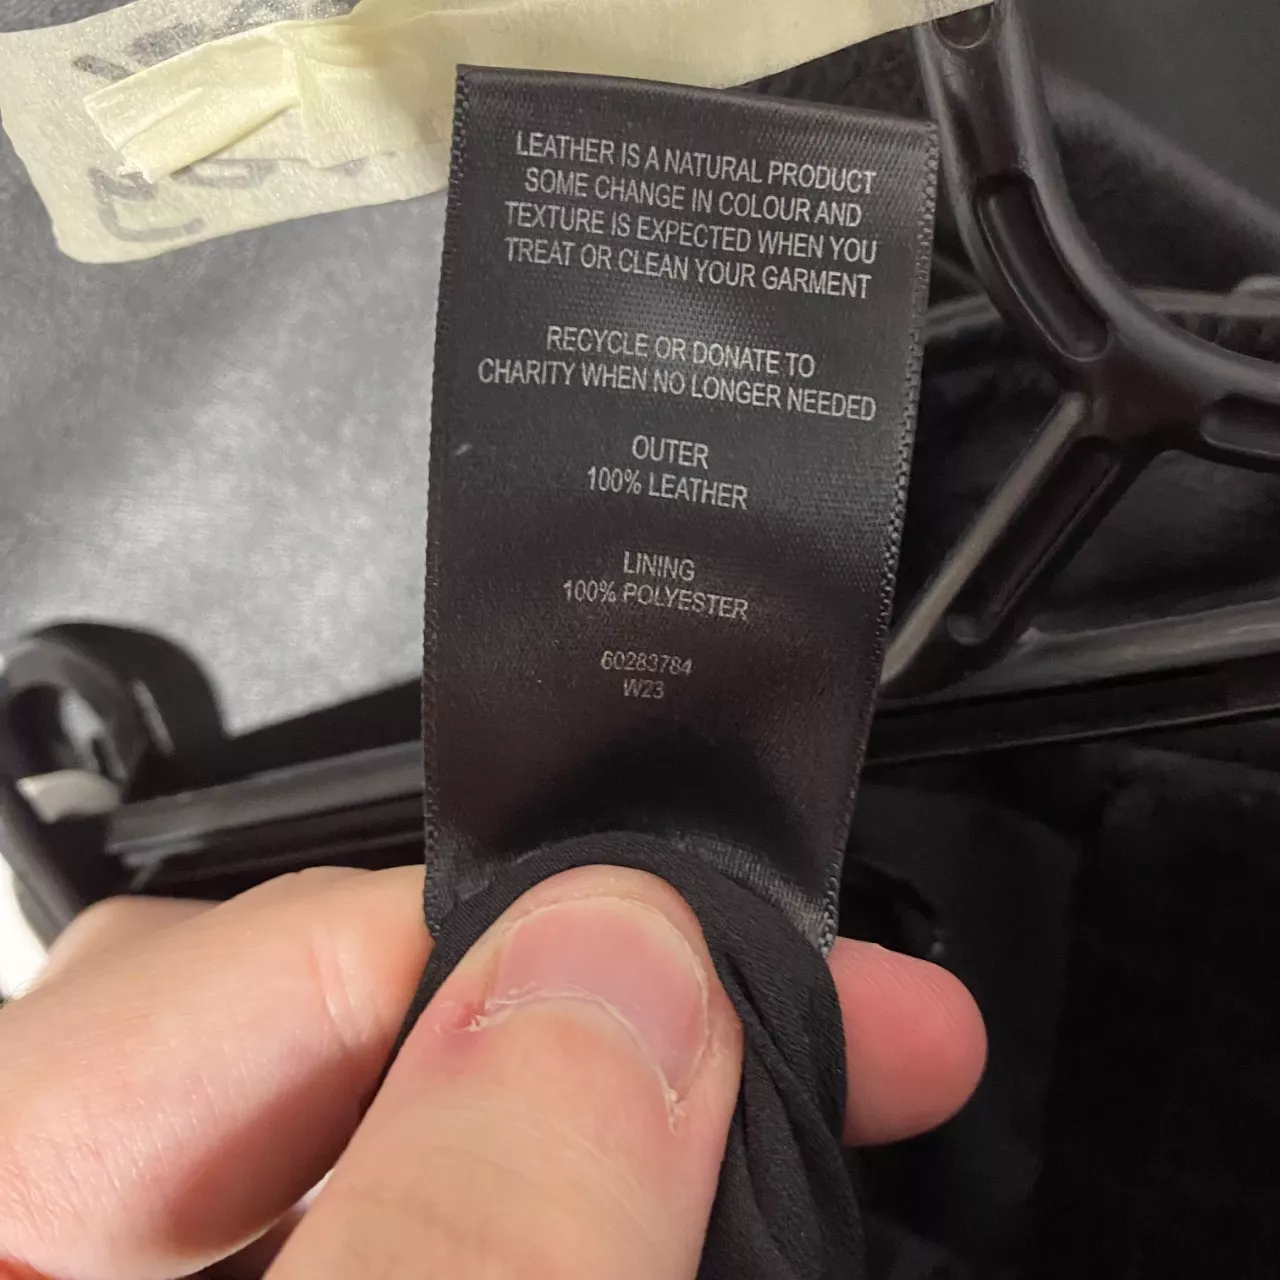 LEATHER IS A NATURAL PRODUCT
SOME CHANGE IN COLOUR AND
TEXTURE IS EXPECTED WHEN YOU
TREAT OR CLEAN YOUR GARMENT
RECYCLE OR DONATE TO
CHARITY WHEN NO LONGER NEEDED
OUTER
100% LEATHER
LINING
100% POLYESTER
60283784
W23